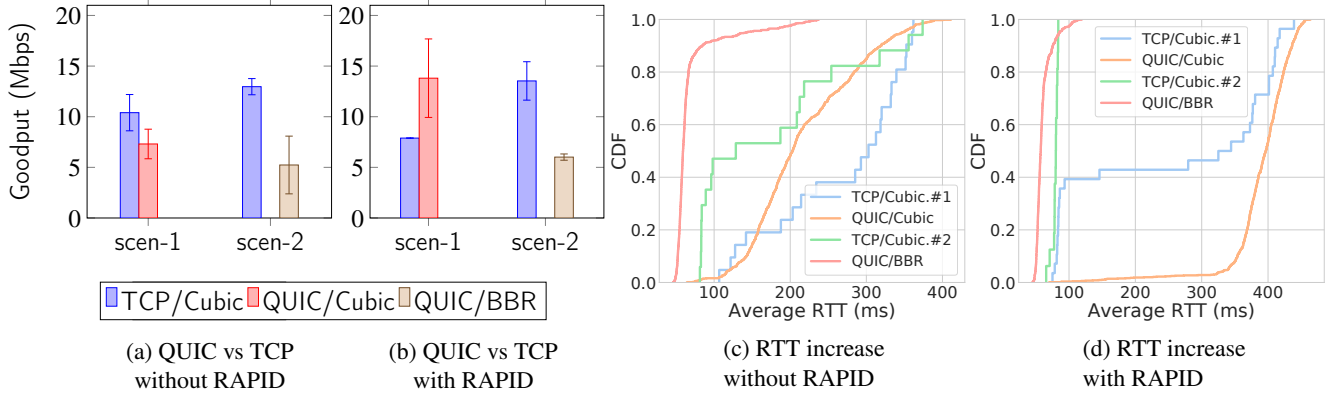 20
15
10
5
0
Goodput (Mbps)
scen-1
scen-2
20
15
10
5
0
scen-1
scen-2
TCP/Cubic
QUIC/Cubic
QUIC/BBR
(a) QUIC vs TCP
without RAPID
(b) QUIC vs TCP
with RAPID
1.0
0.8
0.6
0.4
0.2
0.0
CDF
TCP/Cubic.#1
QUIC/Cubic
TCP/Cubic.#2
QUIC/BBR
100
200
300
400
Average RTT (ms)
(c) RTT increase
without RAPID
1.0
0.8
0.6
0.4
0.2
0.0
CDF
TCP/Cubic.#1
QUIC/Cubic
TCP/Cubic.#2
QUIC/BBR
100
200
300
400
Average RTT (ms)
(d) RTT increase
with RAPID